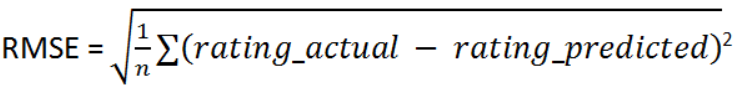 RMSE = √(1/n ∑(rating_actual − rating_predicted)²)